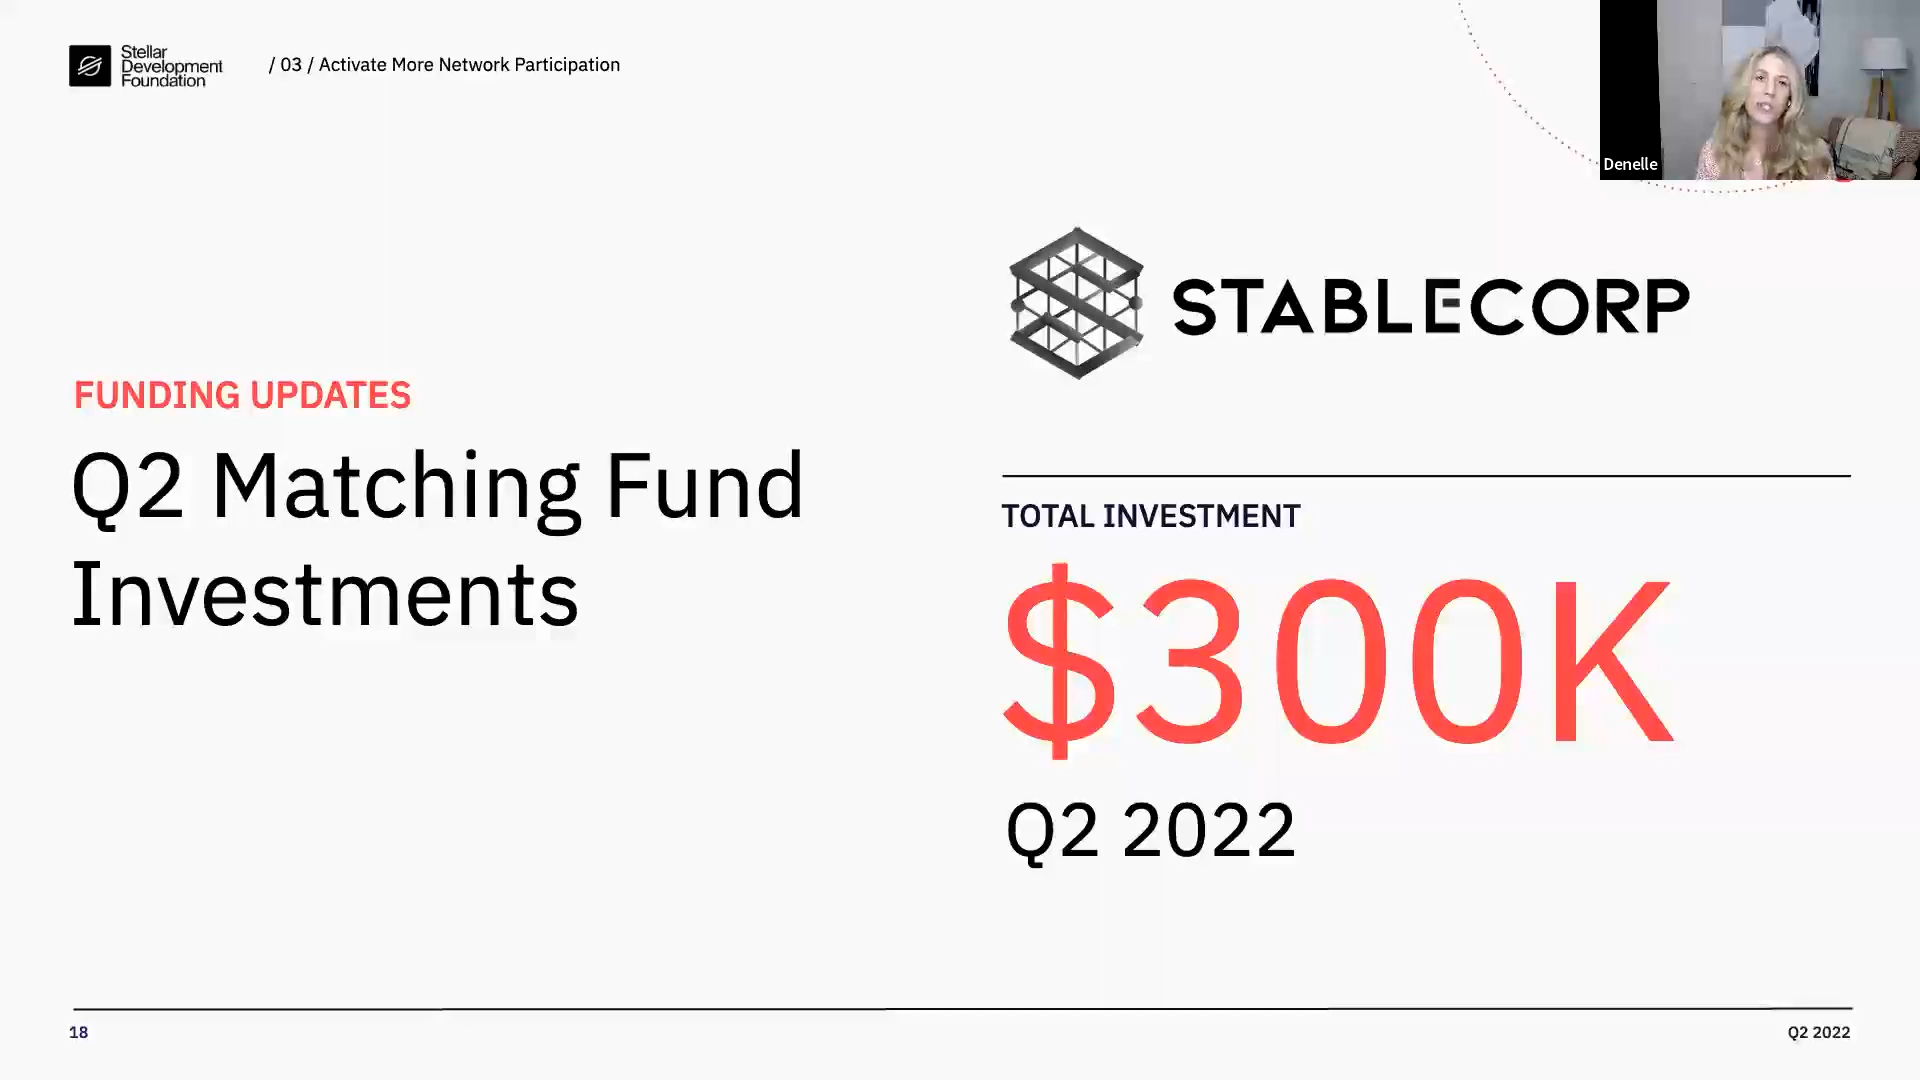 Stellar
Development
Foundation
/ 03 / Activate More Network Participation
Denelle
STABLECORP
FUNDING UPDATES
Q2 Matching Fund
Investments
TOTAL INVESTMENT
$300K
Q2 2022
18
Q2 2022